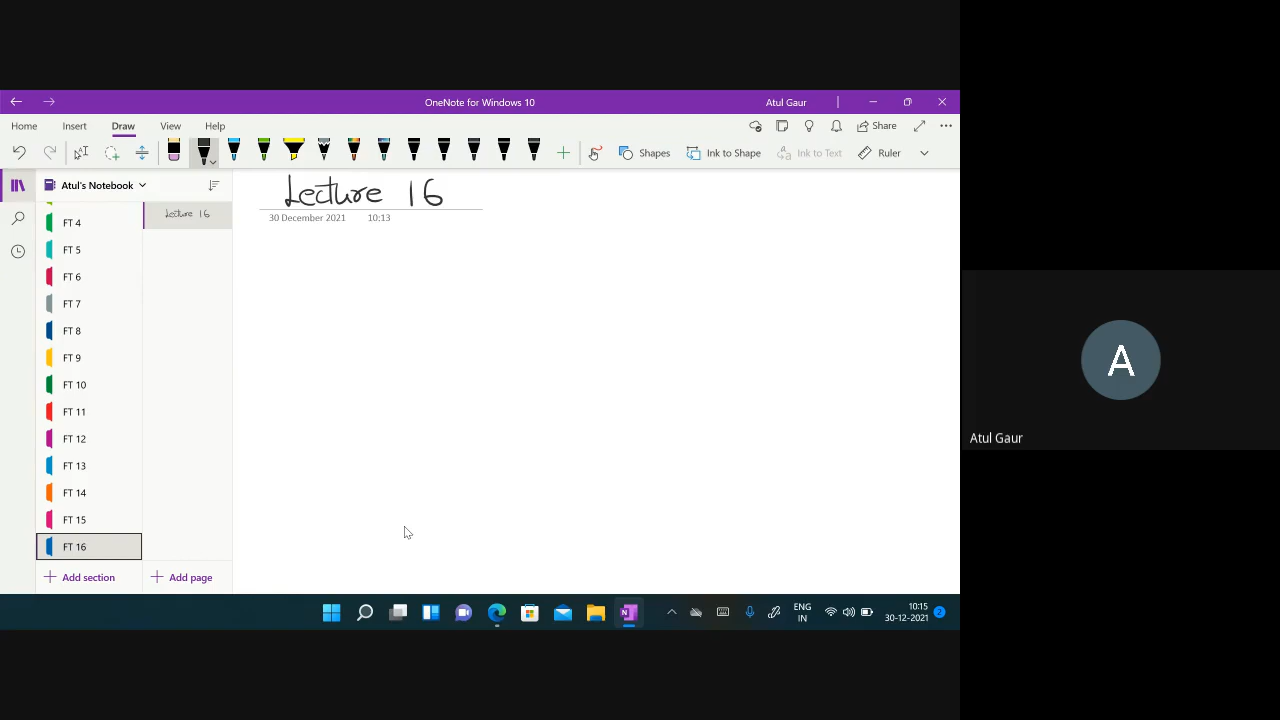 OneNote for Windows 10
Atul Gaur
Home Insert Draw View Help
Share
Shapes Ink to Shape Ink to Text Ruler
Atul's Notebook
Lecture 16
Lecture 16
30 December 2021 10:13
FT 4
FT 5
FT 6
FT 7
FT 8
FT 9
FT 10
FT 11
FT 12
FT 13
FT 14
FT 15
FT 16
Add section Add page
A
Atul Gaur
ENG
IN
10:15
30-12-2021
2